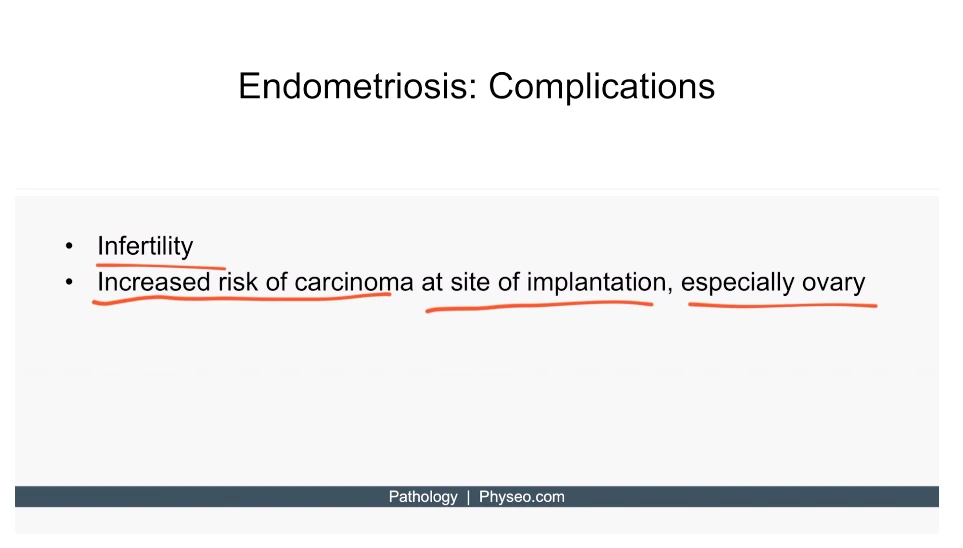 Endometriosis: Complications
• Infertility
• Increased risk of carcinoma at site of implantation, especially ovary
Pathology | Physeo.com